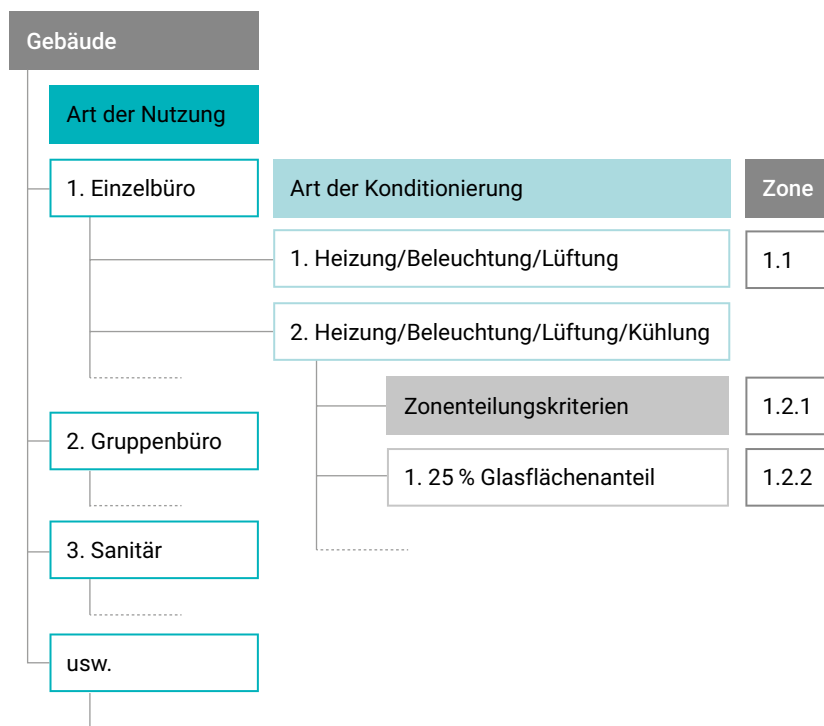 Gebäude
Art der Nutzung
1. Einzelbüro
Art der Konditionierung
Zone
1. Heizung/Beleuchtung/Lüftung
1.1
2. Heizung/Beleuchtung/Lüftung/Kühlung
Zonenteilungskriterien
1.2.1
2. Gruppenbüro
1. 25 % Glasflächenanteil
1.2.2
3. Sanitär
usw.